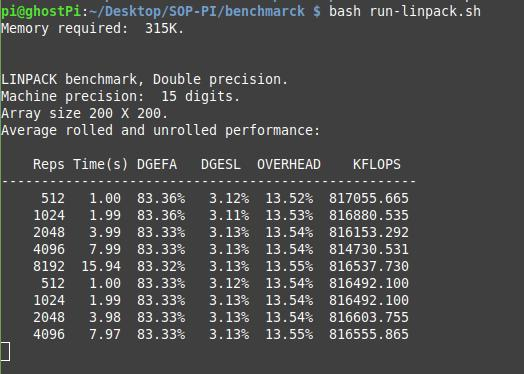 pi@ghostPi:~/Desktop/SOP-PI/benchmarck $ bash run-linpack.sh
Memory required:  315K.
LINPACK benchmark, Double precision.
Machine precision:  15 digits.
Array size 200 X 200.
Average rolled and unrolled performance:
    Reps Time(s) DGEFA   DGESL  OVERHEAD    KFLOPS
----------------------------------------------------
     512   1.00  83.36%   3.12%  13.52%  817055.665
    1024   1.99  83.36%   3.11%  13.53%  816880.535
    2048   3.99  83.33%   3.13%  13.54%  816153.292
    4096   7.99  83.33%   3.13%  13.54%  814730.531
    8192  15.94  83.32%   3.13%  13.55%  816537.730
     512   1.00  83.33%   3.12%  13.54%  816492.100
    1024   1.99  83.33%   3.13%  13.54%  816492.100
    2048   3.98  83.33%   3.13%  13.54%  816603.755
    4096   7.97  83.33%   3.13%  13.55%  816555.865